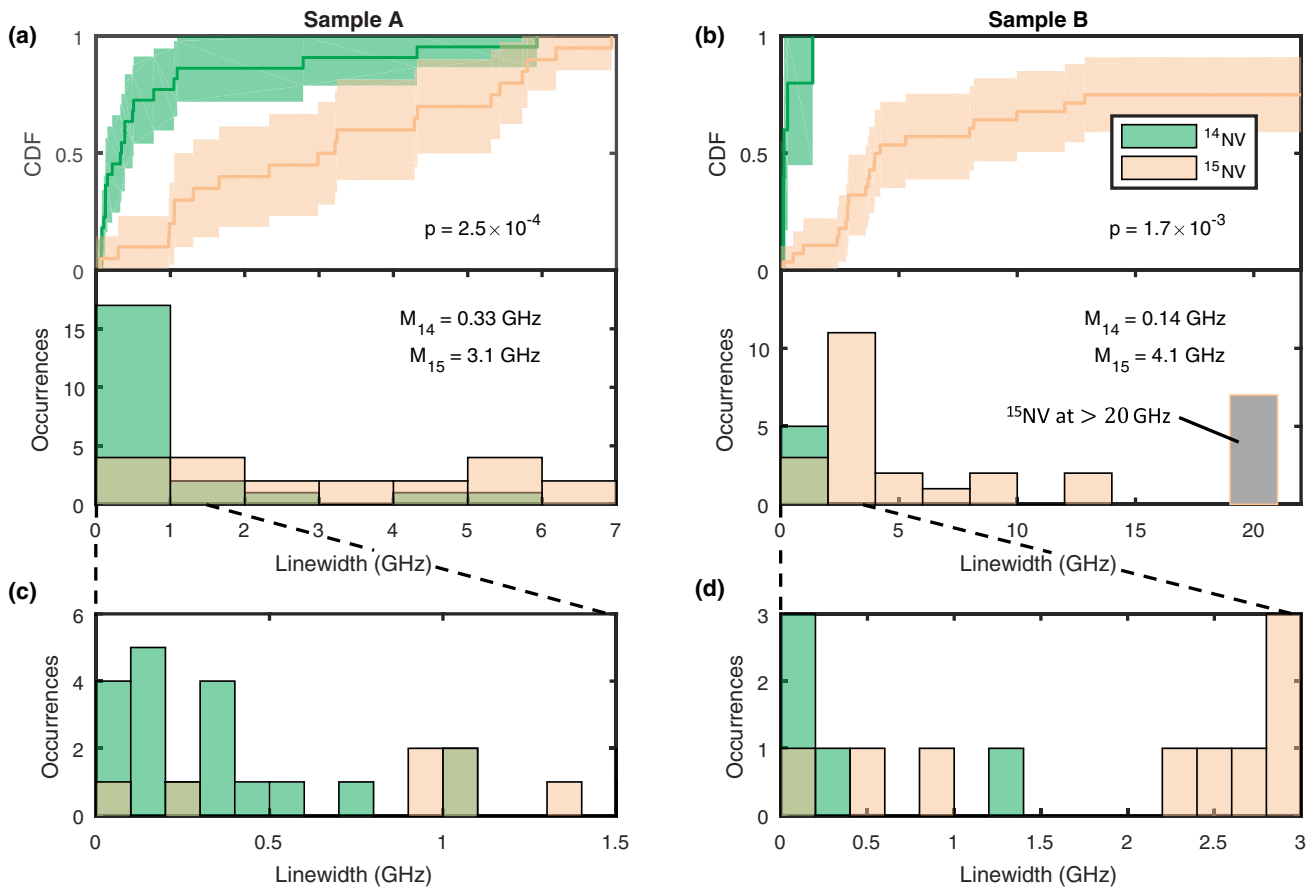 Sample A
(a)
1
0.5
0
CDF
p = 2.5 × 10⁻⁴
15
10
5
0
Occurrences
M₁₄ = 0.33 GHz
M₁₅ = 3.1 GHz
0 1 2 3 4 5 6 7
Linewidth (GHz)
Sample B
(b)
1
0.5
0
CDF
¹⁴NV
¹⁵NV
p = 1.7 × 10⁻³
10
5
0
Occurrences
M₁₄ = 0.14 GHz
M₁₅ = 4.1 GHz
¹⁵NV at > 20 GHz
0 5 10 15 20
Linewidth (GHz)
(c)
6
4
2
0
Occurrences
0 0.5 1 1.5
Linewidth (GHz)
(d)
3
2
1
0
Occurrences
0 0.5 1 1.5 2 2.5 3
Linewidth (GHz)